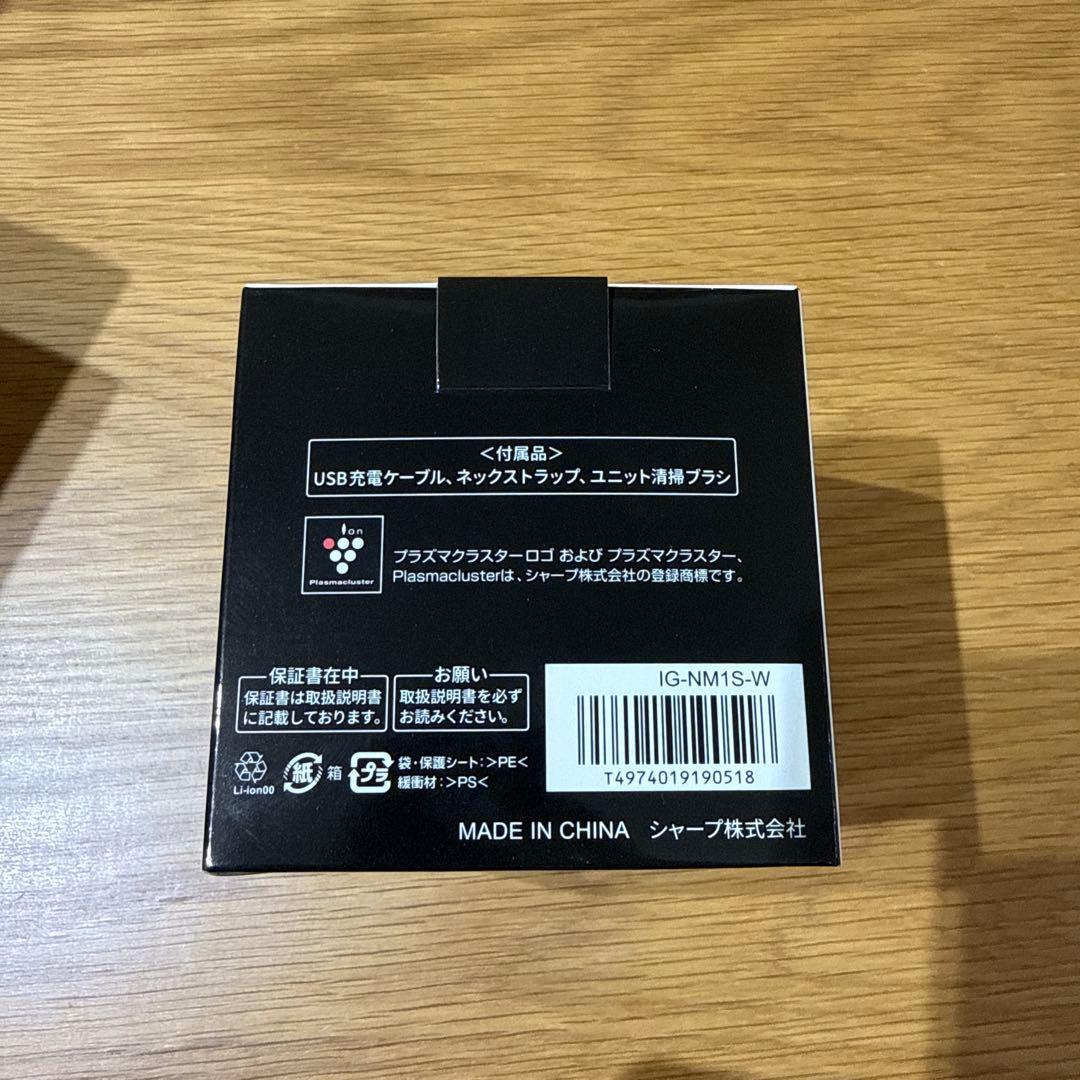 ＜付属品＞
USB充電ケーブル、ネックストラップ、ユニット清掃ブラシ
ion
Plasmacluster
プラズマクラスターロゴ および プラズマクラスター、
Plasmaclusterは、シャープ株式会社の登録商標です。
保証書在中
保証書は取扱説明書
に記載しております。
お願い
取扱説明書を必ず
お読みください。
IG-NM1S-W
T4974019190518
Li-ion00
紙 箱
プラ 袋・保護シート：＞PE＜
緩衝材：＞PS＜
MADE IN CHINA シャープ株式会社